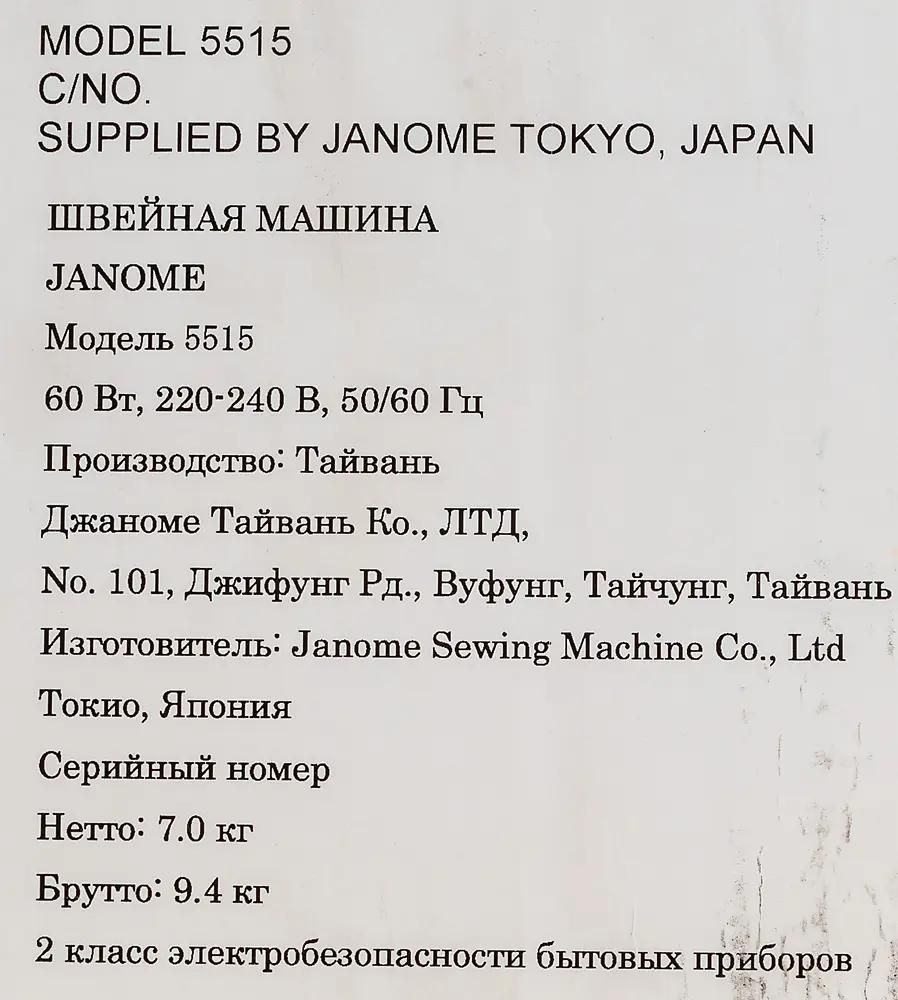 MODEL 5515
C/NO.
SUPPLIED BY JANOME TOKYO, JAPAN
ШВЕЙНАЯ МАШИНА
JANOME
Модель 5515
60 Вт, 220-240 В, 50/60 Гц
Производство: Тайвань
Джаноме Тайвань Ко., ЛТД,
No. 101, Джифунг Рд., Вуфунг, Тайчунг, Тайвань
Изготовитель: Janome Sewing Machine Co., Ltd
Токио, Япония
Серийный номер
Нетто: 7.0 кг
Брутто: 9.4 кг
2 класс электробезопасности бытовых приборов